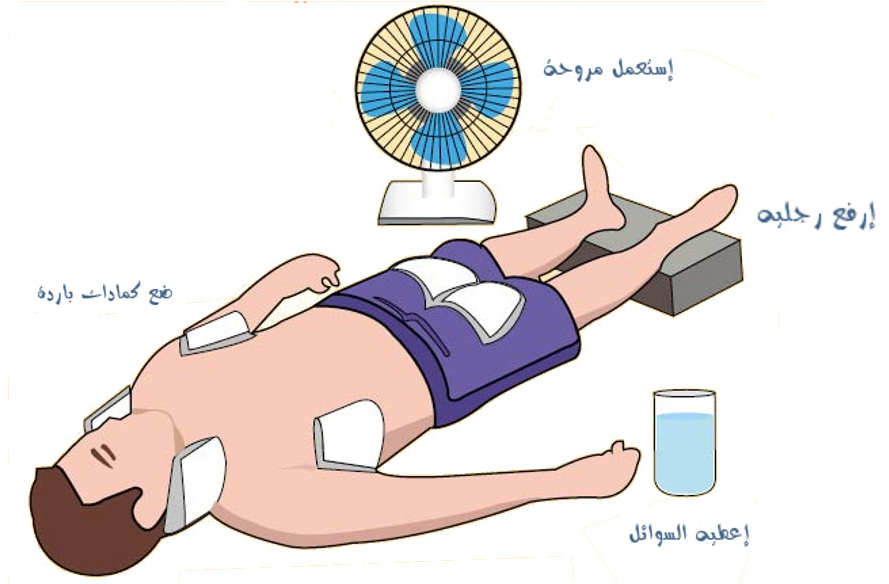 إستعمل مروحة
إرفع رجليه
ضع كمادات باردة
إعطيه السوائل